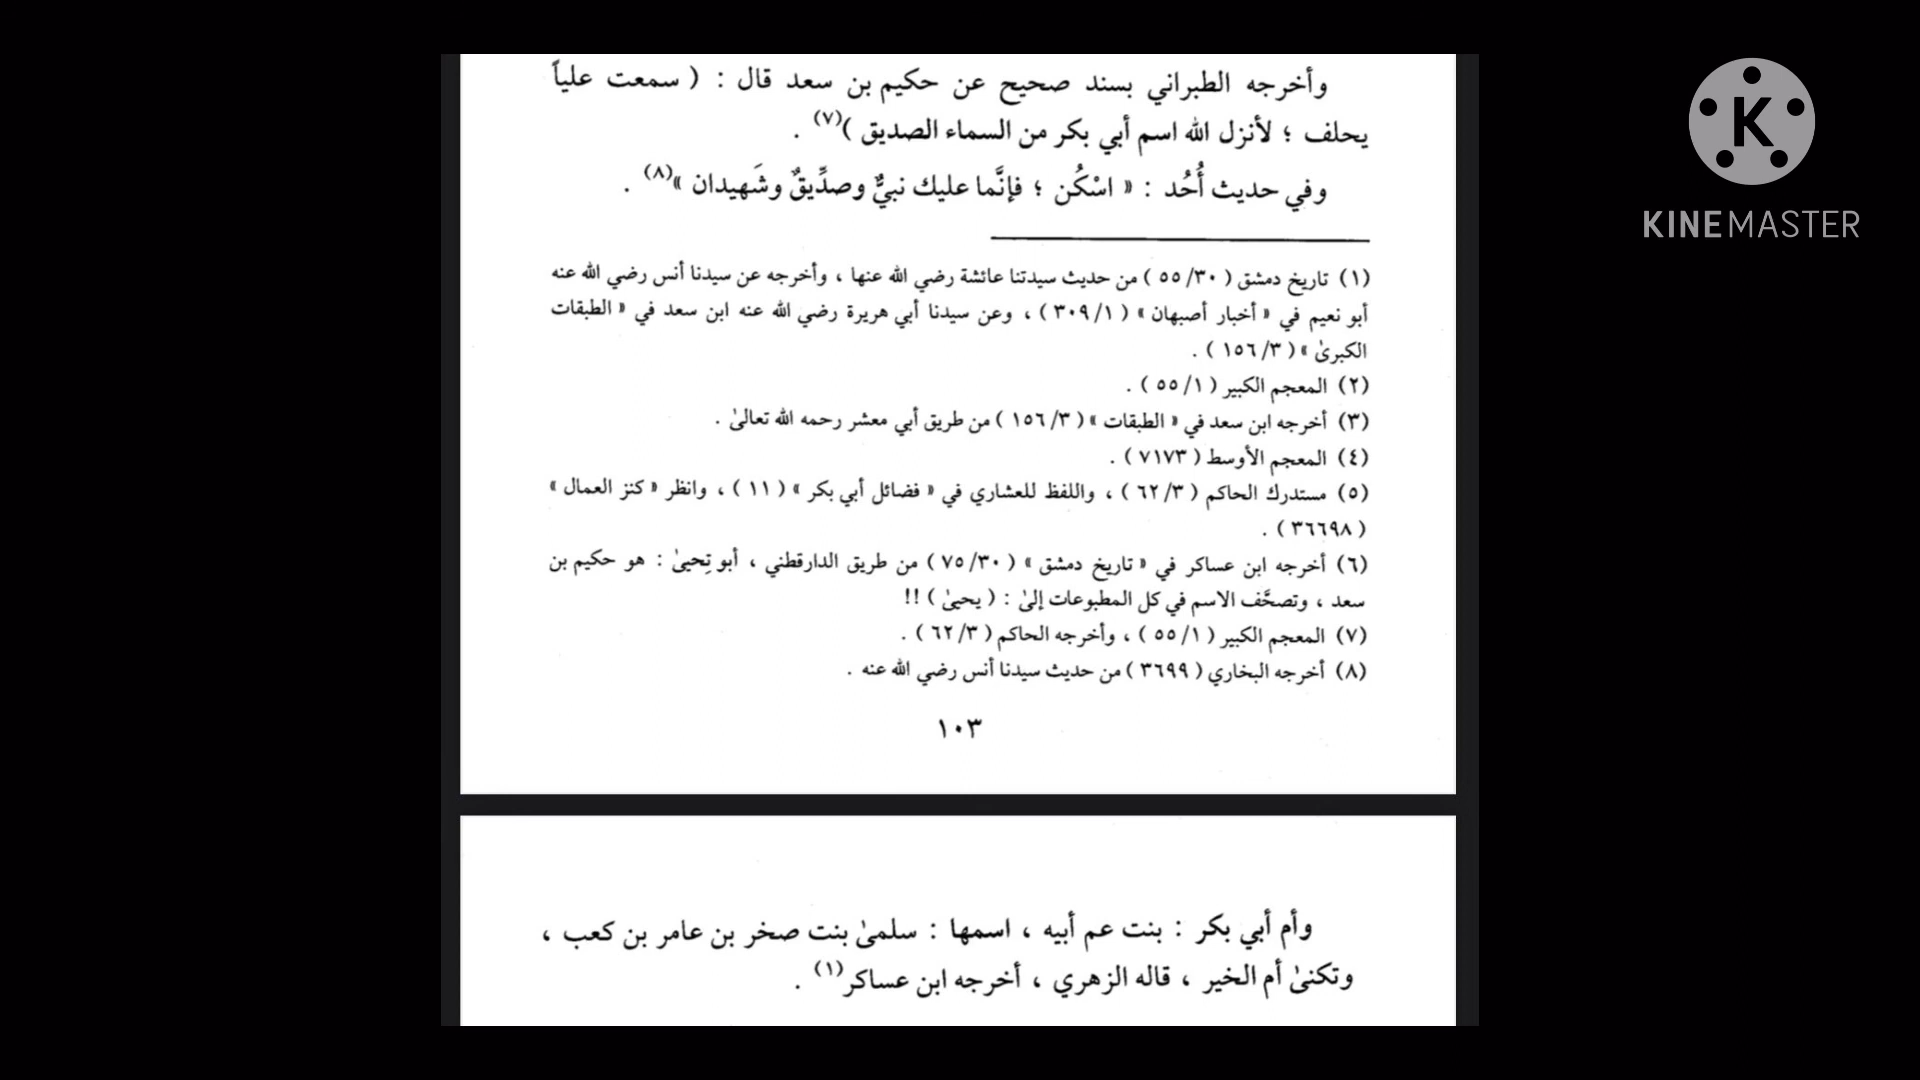 وأخرجه الطبراني بسند صحيح عن حكيم بن سعد قال : ( سمعت علياً
يحلف ؛ لأنزل الله اسم أبي بكر من السماء الصديق )(٧) .
وفي حديث أُحُد : « اسْكُن ؛ فإنَّما عليك نبيٌّ وصدِّيقٌ وشَهيدان »(٨) .
(١) تاريخ دمشق ( ٣٠/ ٥٥ ) من حديث سيدتنا عائشة رضي الله عنها ، وأخرجه عن سيدنا أنس رضي الله عنه
أبو نعيم في « أخبار أصبهان » ( ١/ ٣٠٩ ) ، وعن سيدنا أبي هريرة رضي الله عنه ابن سعد في « الطبقات
الكبرىٰ » ( ٣/ ١٥٦ ) .
(٢) المعجم الكبير ( ١/ ٥٥ ) .
(٣) أخرجه ابن سعد في « الطبقات » ( ٣/ ١٥٦ ) من طريق أبي معشر رحمه الله تعالىٰ .
(٤) المعجم الأوسط ( ٧١٧٣ ) .
(٥) مستدرك الحاكم ( ٣/ ٦٢ ) ، واللفظ للعشاري في « فضائل أبي بكر » ( ١١ ) ، وانظر « كنز العمال »
( ٣٦٦٩٨ ) .
(٦) أخرجه ابن عساكر في « تاريخ دمشق » ( ٣٠/ ٧٥ ) من طريق الدارقطني ، أبو تِحيىٰ : هو حكيم بن
سعد ، وتصحَّف الاسم في كل المطبوعات إلىٰ : ( يحيىٰ ) !!
(٧) المعجم الكبير ( ١/ ٥٥ ) ، وأخرجه الحاكم ( ٣/ ٦٢ ) .
(٨) أخرجه البخاري ( ٣٦٩٩ ) من حديث سيدنا أنس رضي الله عنه .
١٠٣
وأم أبي بكر : بنت عم أبيه ، اسمها : سلمىٰ بنت صخر بن عامر بن كعب ،
وتكنىٰ أم الخير ، قاله الزهري ، أخرجه ابن عساكر(١) .
K
KINEMASTER